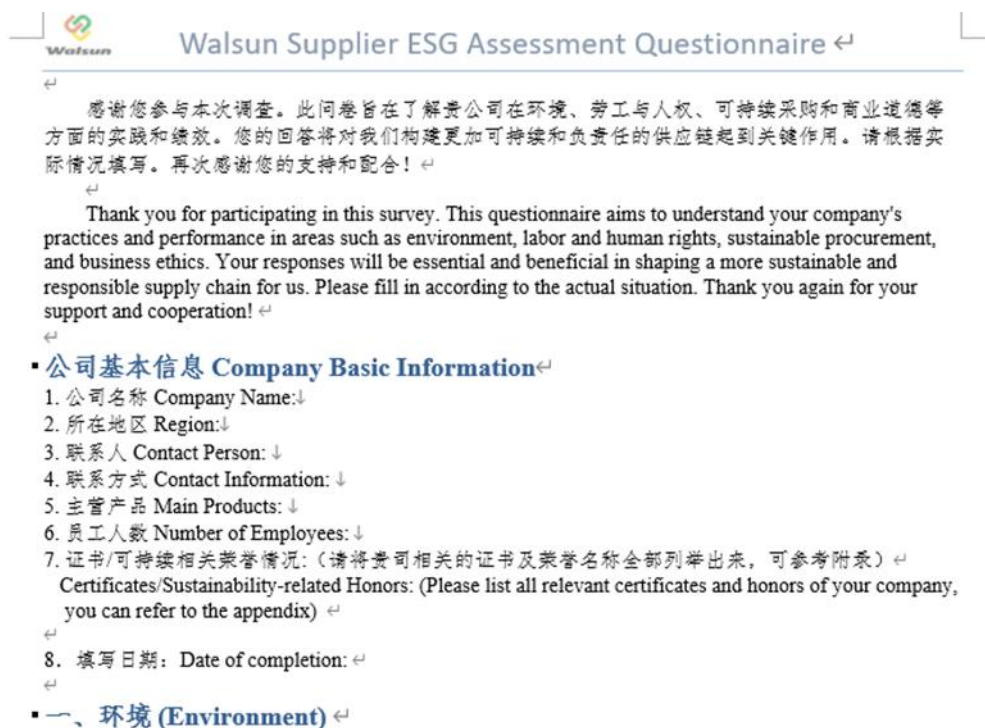 Walsun
Walsun Supplier ESG Assessment Questionnaire
感谢您参与本次调查。此问卷旨在了解贵公司在环境、劳工与人权、可持续采购和商业道德等
方面的实践和绩效。您的回答将对我们构建更加可持续和负责任的供应链起到关键作用。请根据实
际情况填写。再次感谢您的支持和配合！
Thank you for participating in this survey. This questionnaire aims to understand your company's
practices and performance in areas such as environment, labor and human rights, sustainable procurement,
and business ethics. Your responses will be essential and beneficial in shaping a more sustainable and
responsible supply chain for us. Please fill in according to the actual situation. Thank you again for your
support and cooperation!
公司基本信息 Company Basic Information
1. 公司名称 Company Name:
2. 所在地区 Region:
3. 联系人 Contact Person:
4. 联系方式 Contact Information:
5. 主营产品 Main Products:
6. 员工人数 Number of Employees:
7. 证书/可持续相关荣誉情况:（请将贵司相关的证书及荣誉名称全部列举出来，可参考附录）
Certificates/Sustainability-related Honors: (Please list all relevant certificates and honors of your company,
you can refer to the appendix)
8. 填写日期：Date of completion:
一、环境 (Environment)